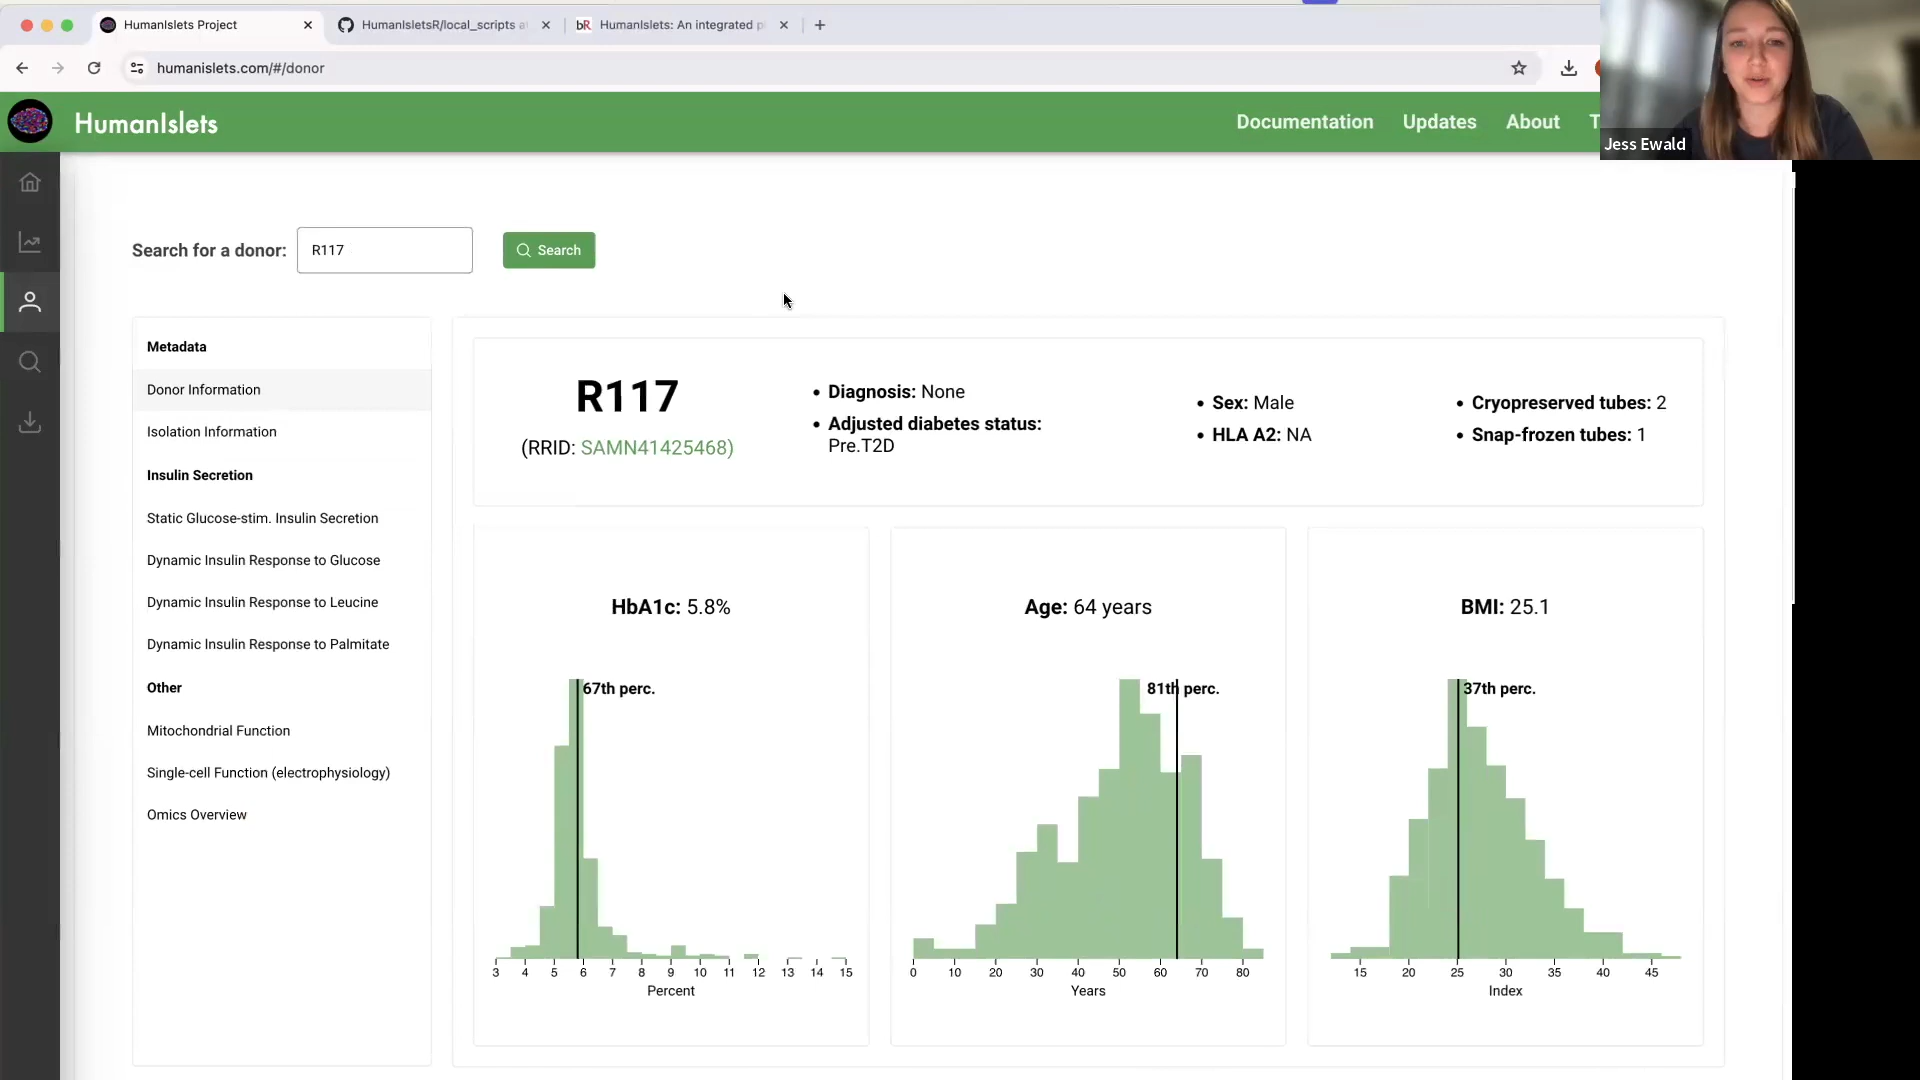 HumanIslets Project
HumanIsletsR/local_scripts a
bR HumanIslets: An integrated p
humanislets.com/#/donor
HumanIslets
Documentation
Updates
About
T
Jess Ewald
Search for a donor:
R117
Search
Metadata
Donor Information
Isolation Information
Insulin Secretion
Static Glucose-stim. Insulin Secretion
Dynamic Insulin Response to Glucose
Dynamic Insulin Response to Leucine
Dynamic Insulin Response to Palmitate
Other
Mitochondrial Function
Single-cell Function (electrophysiology)
Omics Overview
R117
(RRID: SAMN41425468)
• Diagnosis: None
• Adjusted diabetes status:
Pre.T2D
• Sex: Male
• HLA A2: NA
• Cryopreserved tubes: 2
• Snap-frozen tubes: 1
HbA1c: 5.8%
67th perc.
3 4 5 6 7 8 9 10 11 12 13 14 15
Percent
Age: 64 years
81th perc.
0 10 20 30 40 50 60 70 80
Years
BMI: 25.1
37th perc.
15 20 25 30 35 40 45
Index